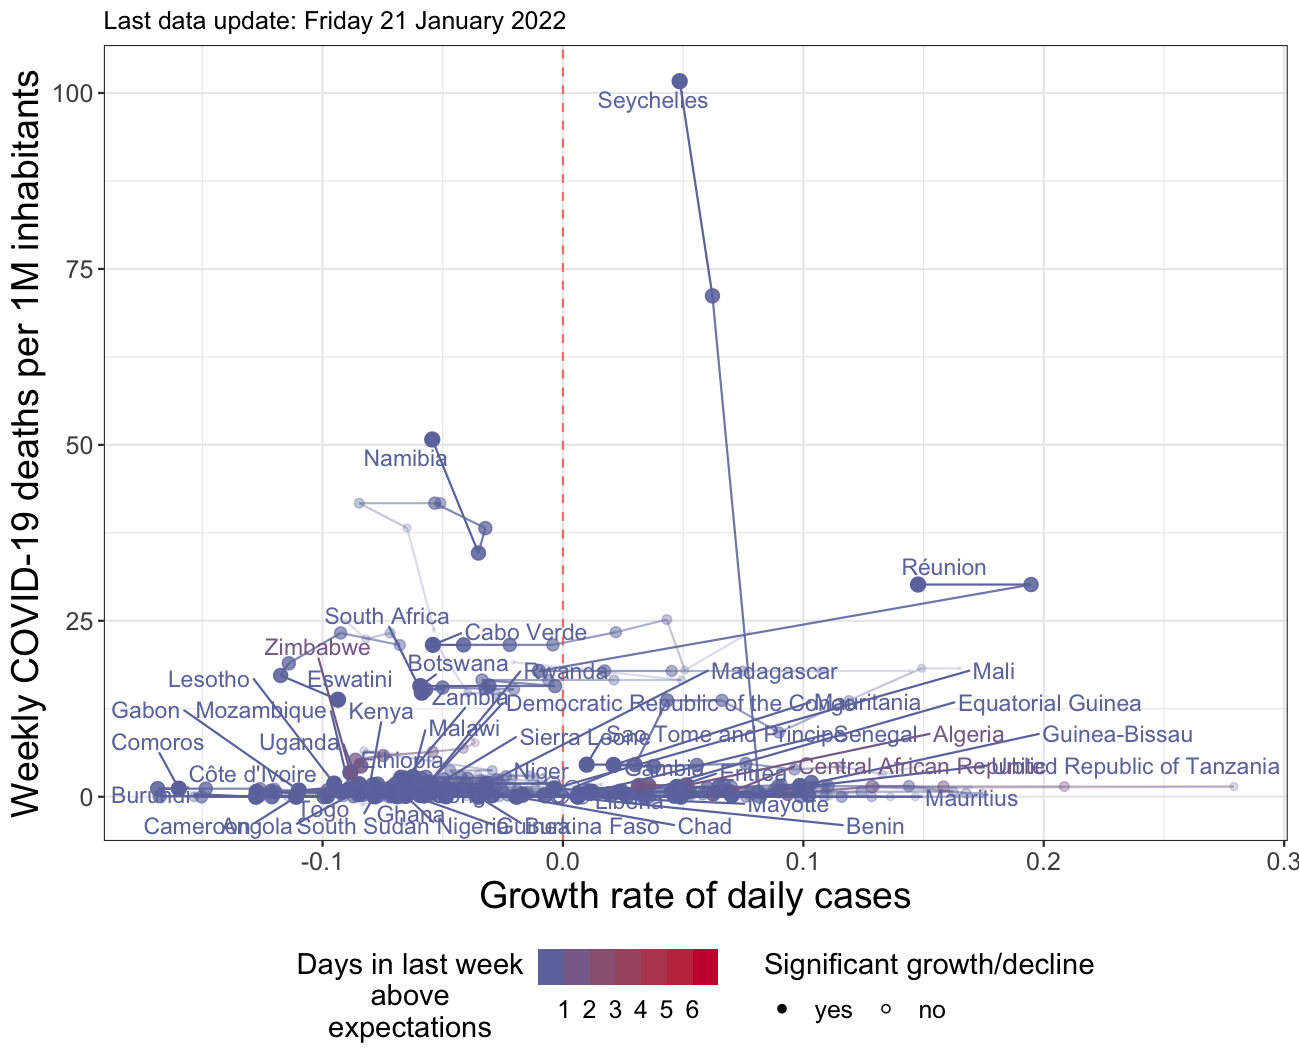 Last data update: Friday 21 January 2022
Weekly COVID-19 deaths per 1M inhabitants
100
75
50
25
0
Seychelles
Namibia
Réunion
South Africa
Cabo Verde
Zimbabwe
Botswana
Rwanda
Madagascar
Mali
Lesotho
Eswatini
Zambia
Democratic Republic of the Congo
Mauritania
Equatorial Guinea
Gabon
Mozambique
Kenya
Malawi
Sierra Leone
Sao Tome and Principe
Senegal
Algeria
Guinea-Bissau
Comoros
Uganda
Ethiopia
Niger
Gambia
Eritrea
Central African Republic
United Republic of Tanzania
Côte d'Ivoire
Burundi
Togo
Ghana
Liberia
Mayotte
Mauritius
Cameroon
Angola
South Sudan
Nigeria
Guinea
Burkina Faso
Chad
Benin
-0.1
0.0
0.1
0.2
0.3
Growth rate of daily cases
Days in last week
above
expectations
1 2 3 4 5 6
Significant growth/decline
yes
no